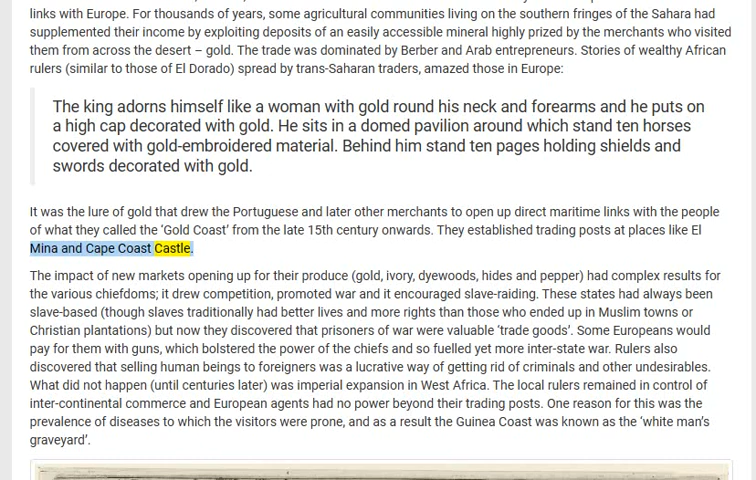 links with Europe. For thousands of years, some agricultural communities living on the southern fringes of the Sahara had
supplemented their income by exploiting deposits of an easily accessible mineral highly prized by the merchants who visited
them from across the desert – gold. The trade was dominated by Berber and Arab entrepreneurs. Stories of wealthy African
rulers (similar to those of El Dorado) spread by trans-Saharan traders, amazed those in Europe:
The king adorns himself like a woman with gold round his neck and forearms and he puts on
a high cap decorated with gold. He sits in a domed pavilion around which stand ten horses
covered with gold-embroidered material. Behind him stand ten pages holding shields and
swords decorated with gold.
It was the lure of gold that drew the Portuguese and later other merchants to open up direct maritime links with the people
of what they called the ‘Gold Coast’ from the late 15th century onwards. They established trading posts at places like El
Mina and Cape Coast Castle.
The impact of new markets opening up for their produce (gold, ivory, dyewoods, hides and pepper) had complex results for
the various chiefdoms; it drew competition, promoted war and it encouraged slave-raiding. These states had always been
slave-based (though slaves traditionally had better lives and more rights than those who ended up in Muslim towns or
Christian plantations) but now they discovered that prisoners of war were valuable ‘trade goods’. Some Europeans would
pay for them with guns, which bolstered the power of the chiefs and so fuelled yet more inter-state war. Rulers also
discovered that selling human beings to foreigners was a lucrative way of getting rid of criminals and other undesirables.
What did not happen (until centuries later) was imperial expansion in West Africa. The local rulers remained in control of
inter-continental commerce and European agents had no power beyond their trading posts. One reason for this was the
prevalence of diseases to which the visitors were prone, and as a result the Guinea Coast was known as the ‘white man’s
graveyard’.